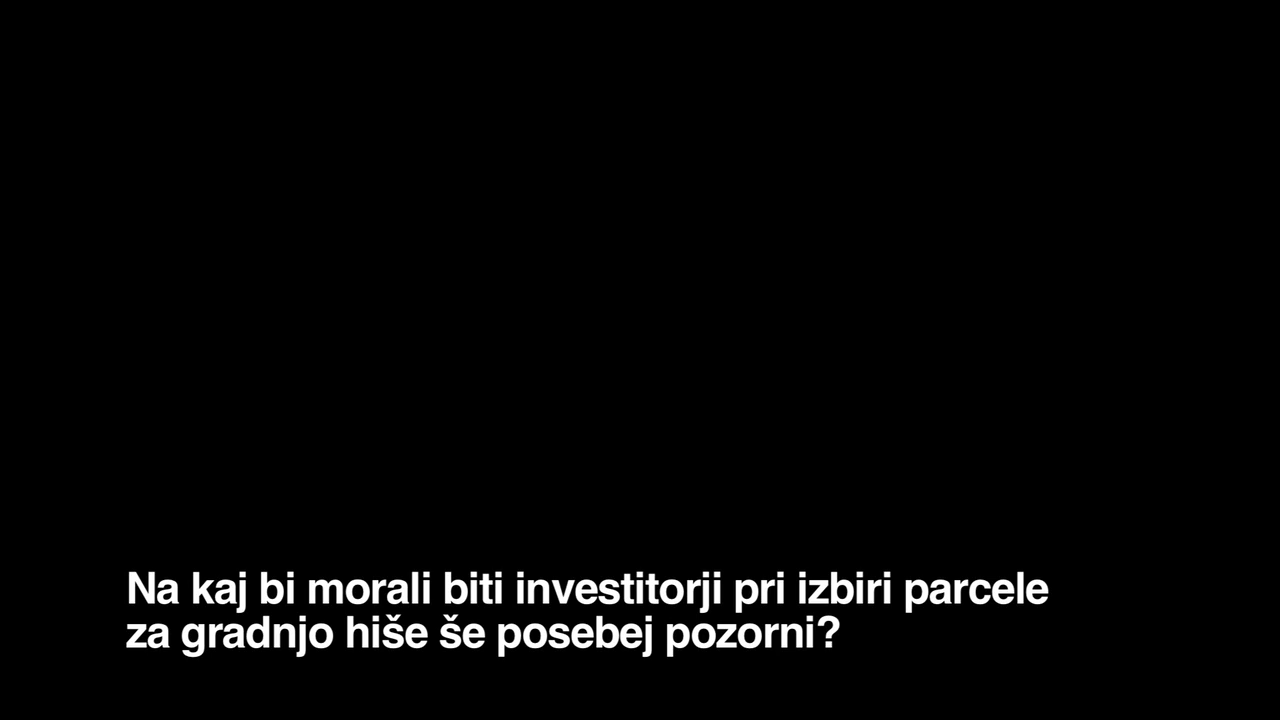 Na kaj bi morali biti investitorji pri izbiri parcele
za gradnjo hiše še posebej pozorni?